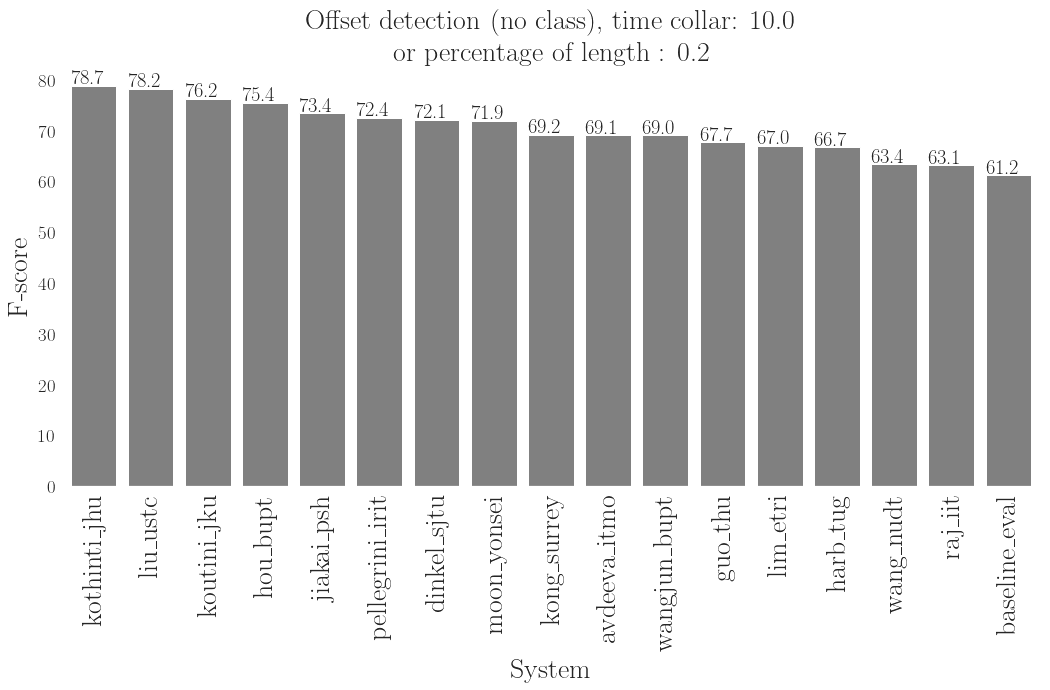 Offset detection (no class), time collar: 10.0
or percentage of length : 0.2
F-score
80
70
60
50
40
30
20
10
0
78.7
78.2
76.2
75.4
73.4
72.4
72.1
71.9
69.2
69.1
69.0
67.7
67.0
66.7
63.4
63.1
61.2
kothinti_jhu
liu_ustc
koutini_jku
hou_bupt
jiakai_psh
pellegrini_irit
dinkel_sjtu
moon_yonsei
kong_surrey
avdeeva_itmo
wangjun_bupt
guo_thu
lim_etri
harb_tug
wang_nudt
raj_iit
baseline_eval
System